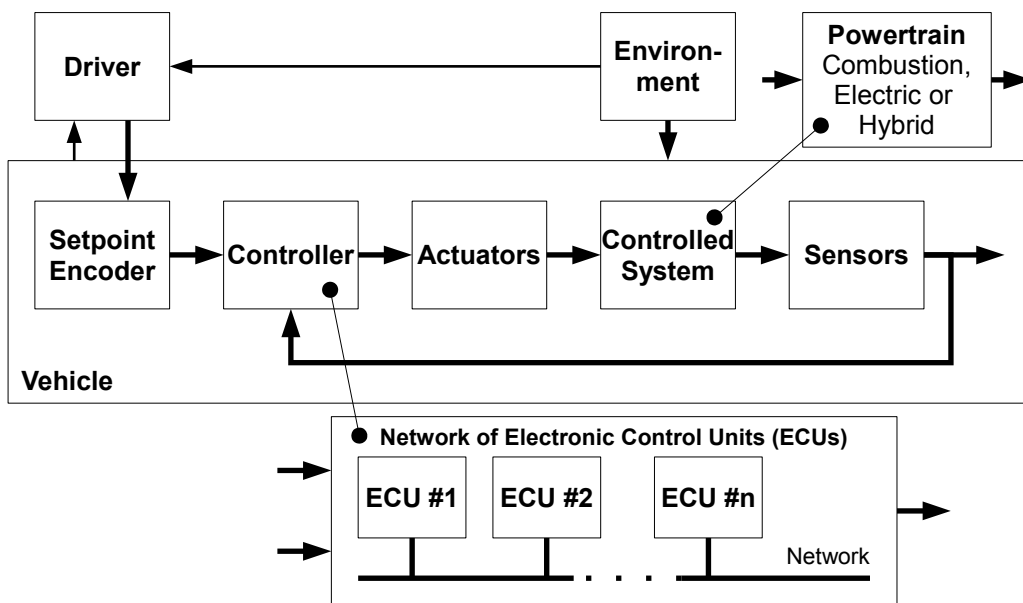 Driver
Environ-
ment
Powertrain
Combustion,
Electric or
Hybrid
Setpoint
Encoder
Controller
Actuators
Controlled
System
Sensors
Vehicle
Network of Electronic Control Units (ECUs)
ECU #1
ECU #2
ECU #n
Network